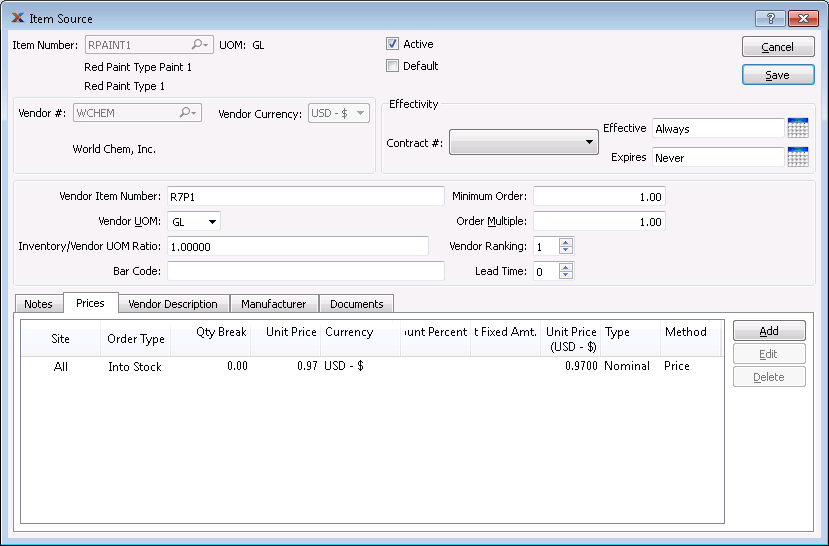 Item Source
Item Number: RPAINT1 UOM: GL
Active
Cancel
Red Paint Type Paint 1
Default
Red Paint Type 1
Save
Vendor #: WCHEM Vendor Currency: USD - $
Effectivity
World Chem, Inc.
Contract #:
Effective Always
Expires Never
Vendor Item Number: R7P1 Minimum Order: 1.00
Vendor UOM: GL Order Multiple: 1.00
Inventory/Vendor UOM Ratio: 1.00000 Vendor Ranking: 1
Bar Code: Lead Time: 0
Notes Prices Vendor Description Manufacturer Documents
Site Order Type Qty Break Unit Price Currency unt Percent t Fixed Amt. Unit Price (USD - $) Type Method
All Into Stock 0.00 0.97 USD - $ 0.9700 Nominal Price
Add
Edit
Delete